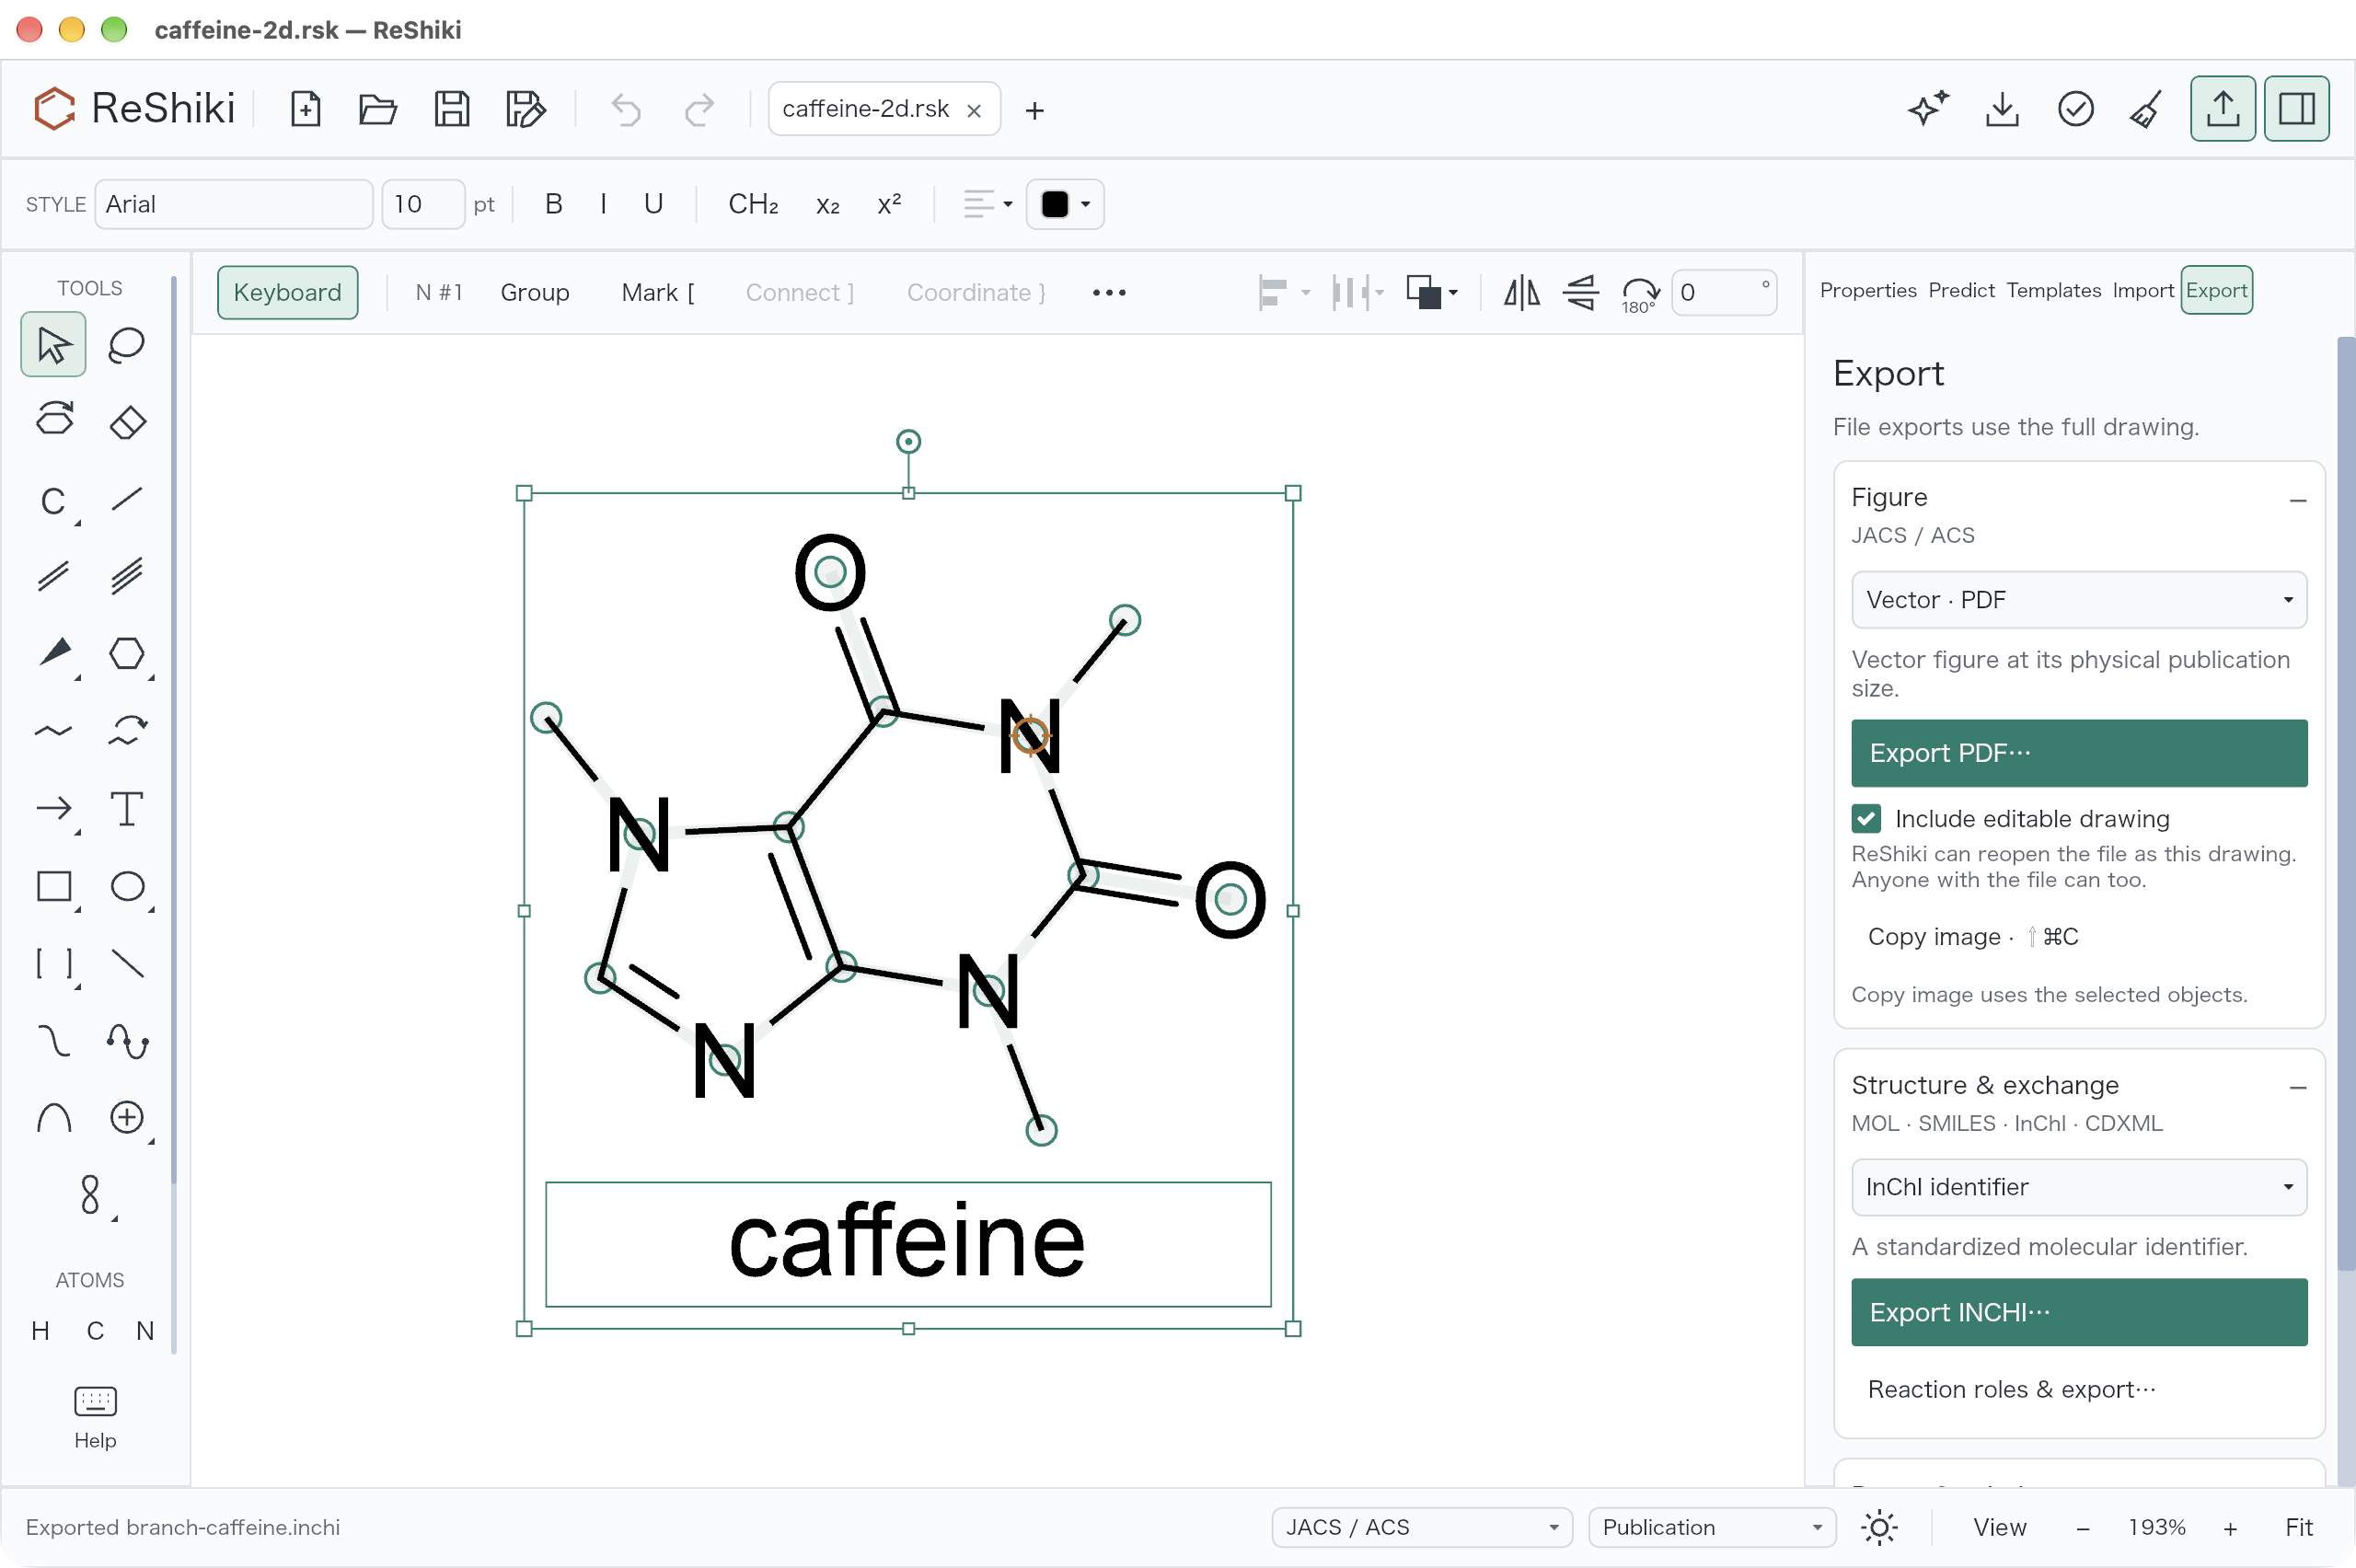 caffeine-2d.rsk — ReShiki
ReShiki
caffeine-2d.rsk
STYLE Arial 10 pt B I U CH₂ x₂ x²
TOOLS
Keyboard N #1 Group Mark [ Connect ] Coordinate } 180° 0 °
Properties Predict Templates Import Export
C
T
ATOMS
H C N
Help
O
N
N
O
N
N
caffeine
Export
File exports use the full drawing.
Figure
JACS / ACS
Vector · PDF
Vector figure at its physical publication
size.
Export PDF···
Include editable drawing
ReShiki can reopen the file as this drawing.
Anyone with the file can too.
Copy image · ⇧⌘C
Copy image uses the selected objects.
Structure & exchange
MOL · SMILES · InChI · CDXML
InChI identifier
A standardized molecular identifier.
Export INCHI···
Reaction roles & export···
Exported branch-caffeine.inchi
JACS / ACS
Publication
View − 193% + Fit